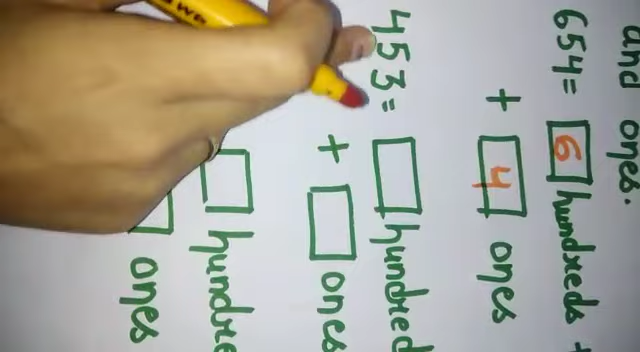 and ones.
654 = 6 hundreds +
+ 4 ones
453 = hundred
+ ones
hundre
ones